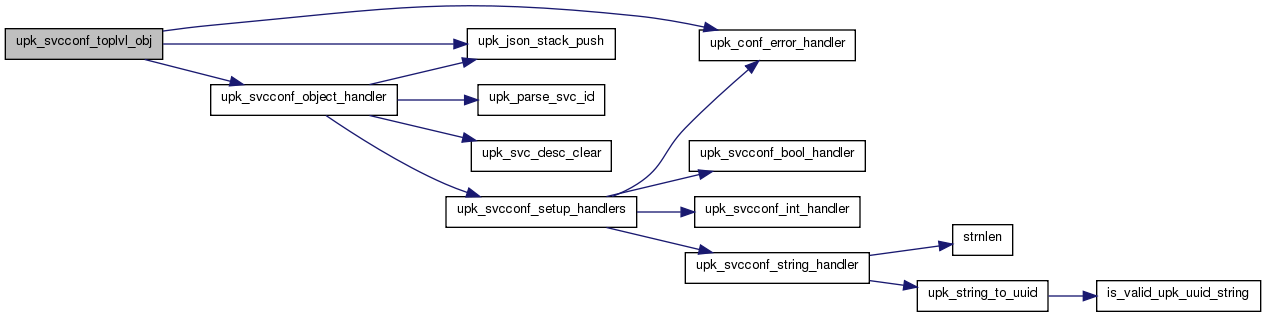 upk_svcconf_toplvl_obj
upk_json_stack_push
upk_conf_error_handler
upk_svcconf_object_handler
upk_parse_svc_id
upk_svc_desc_clear
upk_svcconf_bool_handler
upk_svcconf_setup_handlers
upk_svcconf_int_handler
strnlen
upk_svcconf_string_handler
upk_string_to_uuid
is_valid_upk_uuid_string